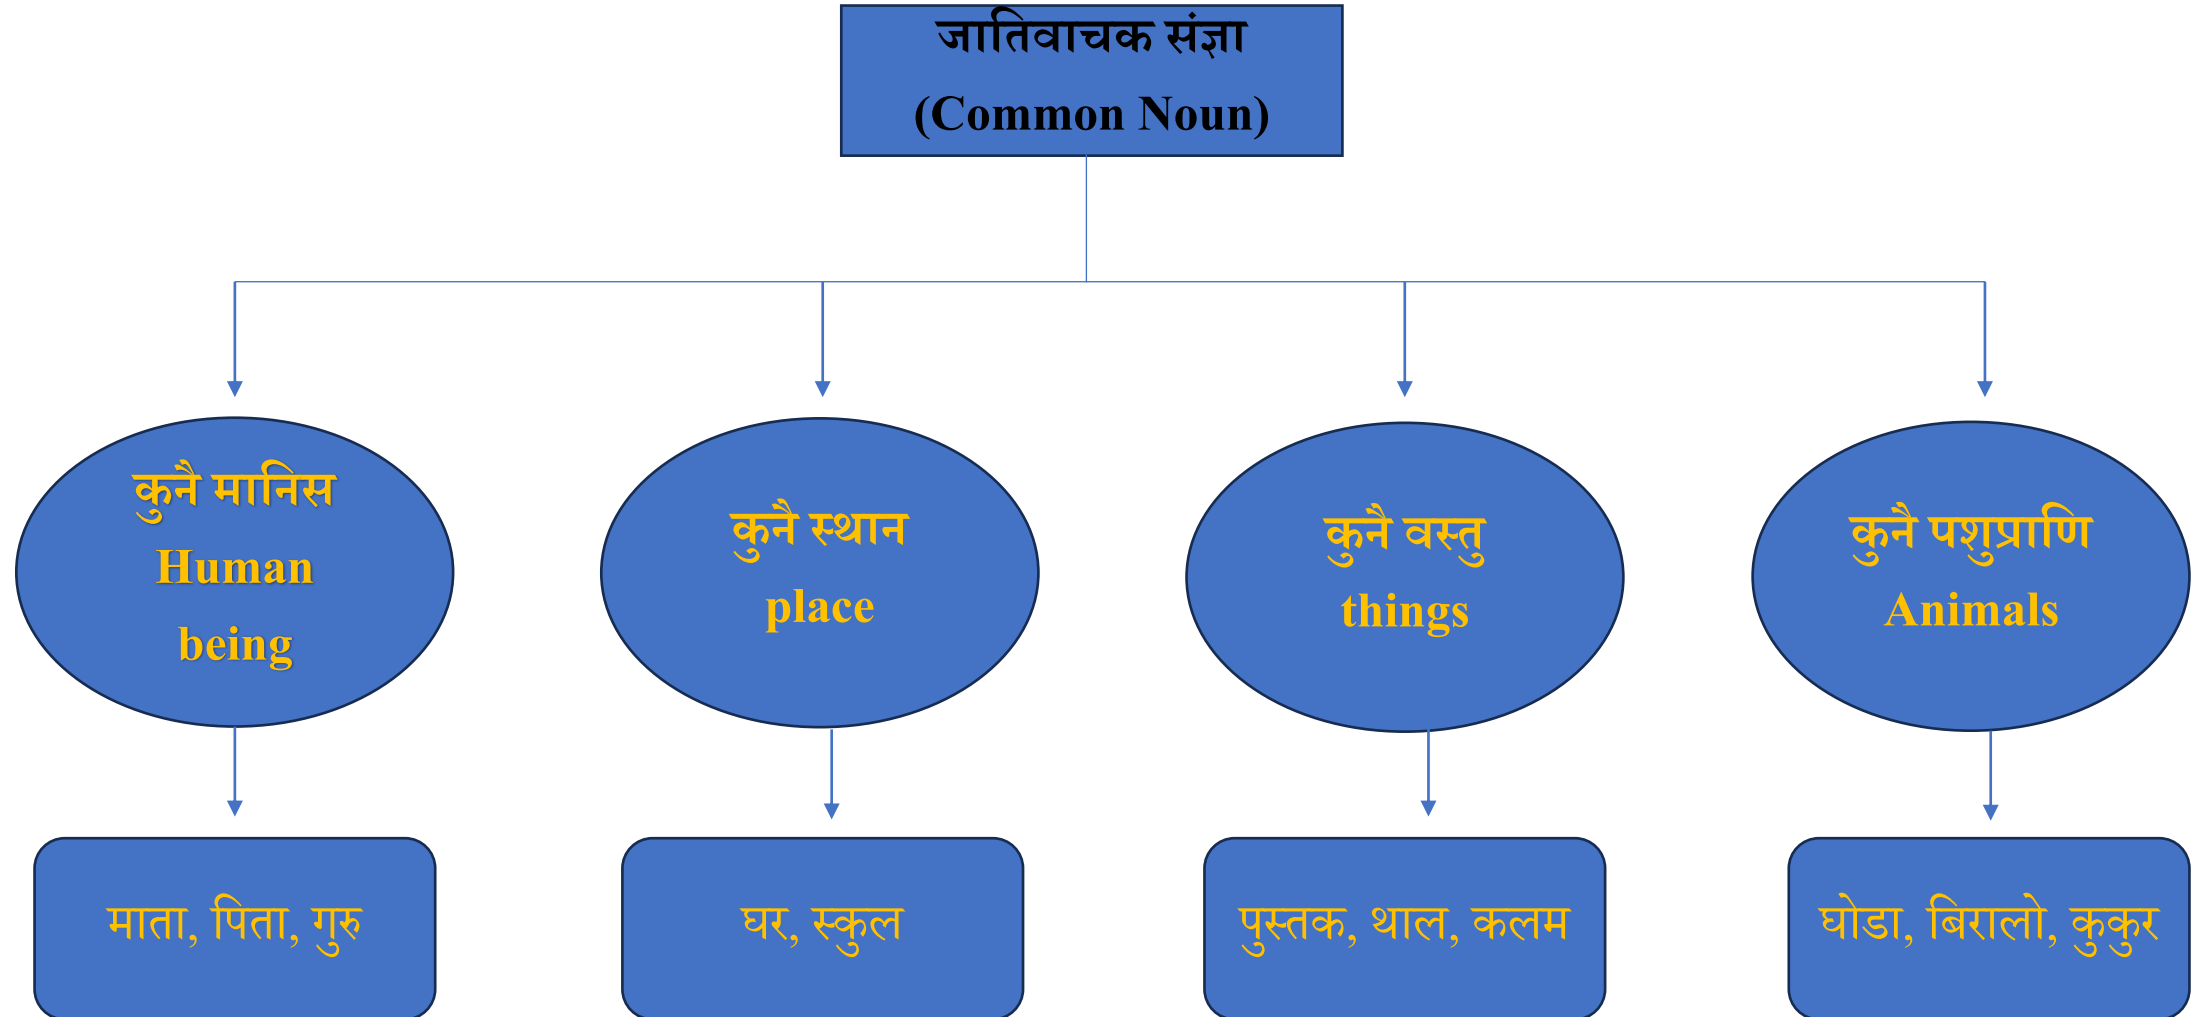 जातिवाचक संज्ञा
(Common Noun)
कुनै मानिस
Human
being
कुनै स्थान
place
कुनै वस्तु
things
कुनै पशुप्राणि
Animals
माता, पिता, गुरु
घर, स्कुल
पुस्तक, थाल, कलम
घोडा, बिरालो, कुकुर